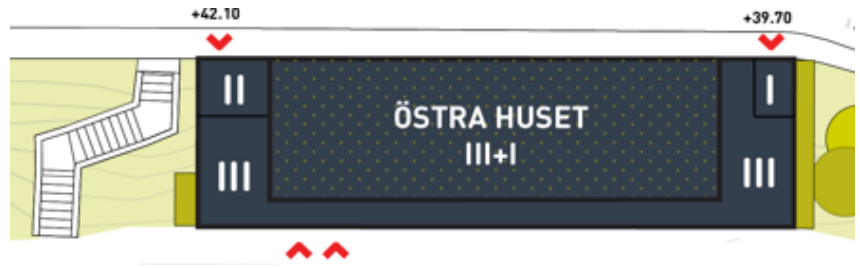 +42.10
+39.70
II
I
ÖSTRA HUSET
III+I
III
III